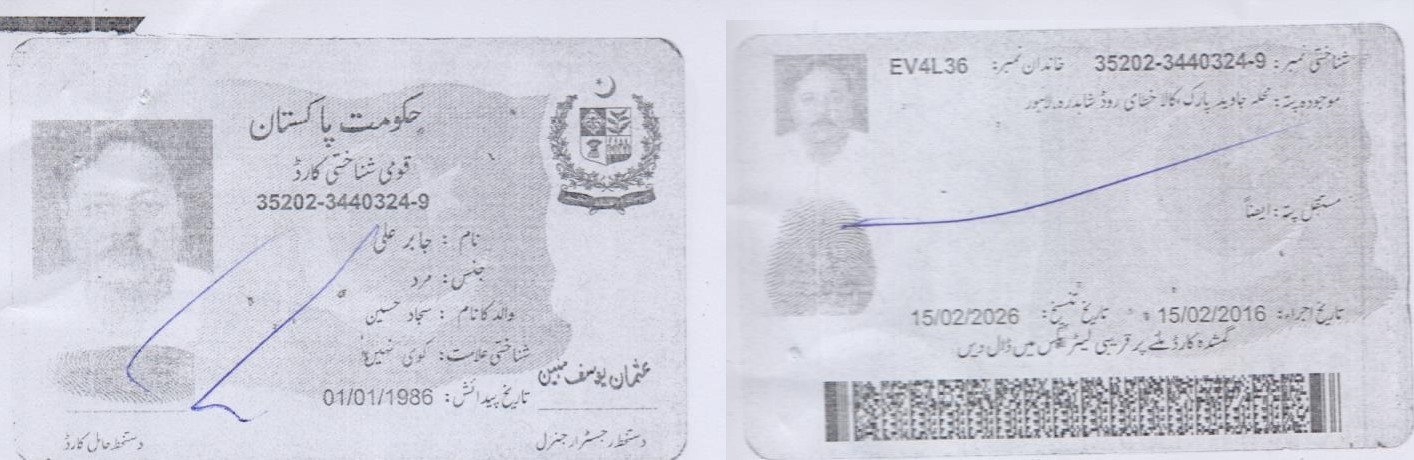 حکومت پاکستان
قومی شناختی کارڈ
35202-3440324-9
نام : جابر علی
جنس : مرد
والد کا نام : سجاد حسین
شناختی علامت : کوی نہیں
عثمان یوسف مبین
تاریخ پیدائش : 01/01/1986
دستخط رجسٹرار جنرل
دستخط حامل کارڈ
شناختی نمبر : 35202-3440324-9 خاندان نمبر : EV4L36
موجودہ پتہ : محلہ جاوید پارک، کالا خطای روڈ شاہدرہ، لاہور
مستقل پتہ : ایضاً
تاریخ اجراء : 15/02/2016 تاریخ تنسیخ : 15/02/2026
گمشدہ کارڈ ملنے پر قریبی لیٹر بکس میں ڈال دیں